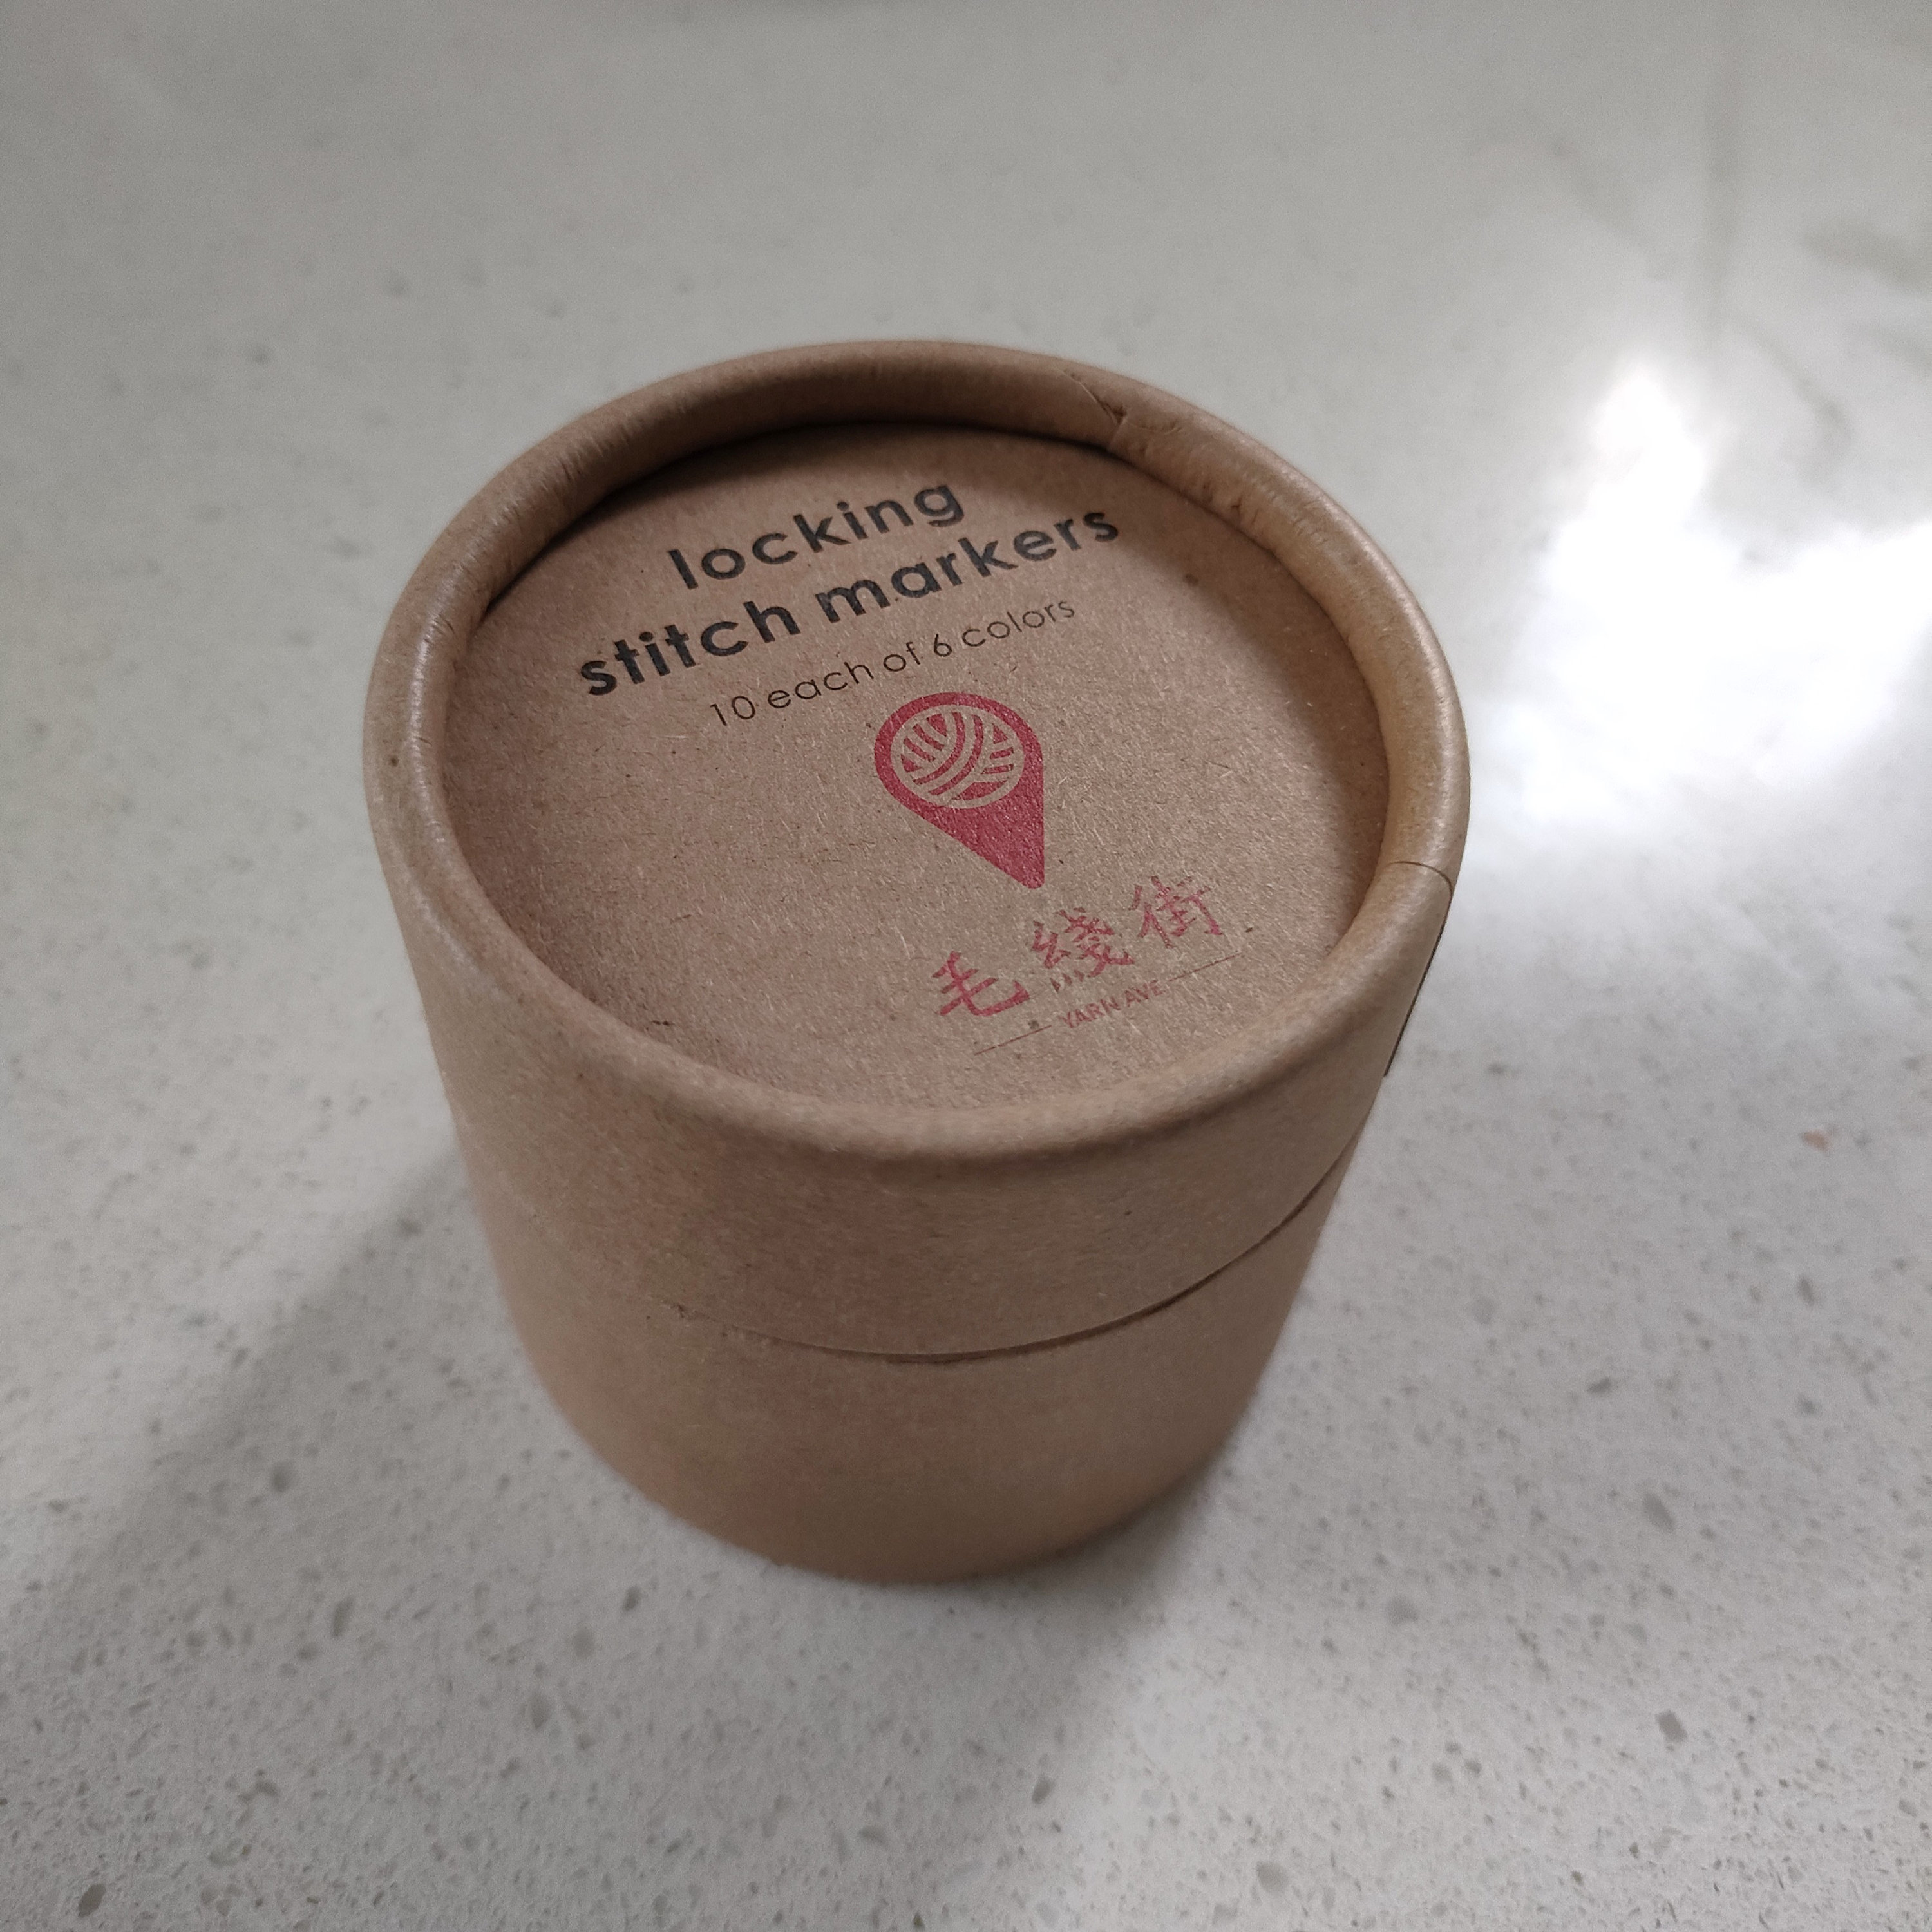 locking
stitch markers
10 each of 6 colors
毛綫街
YARN AVE